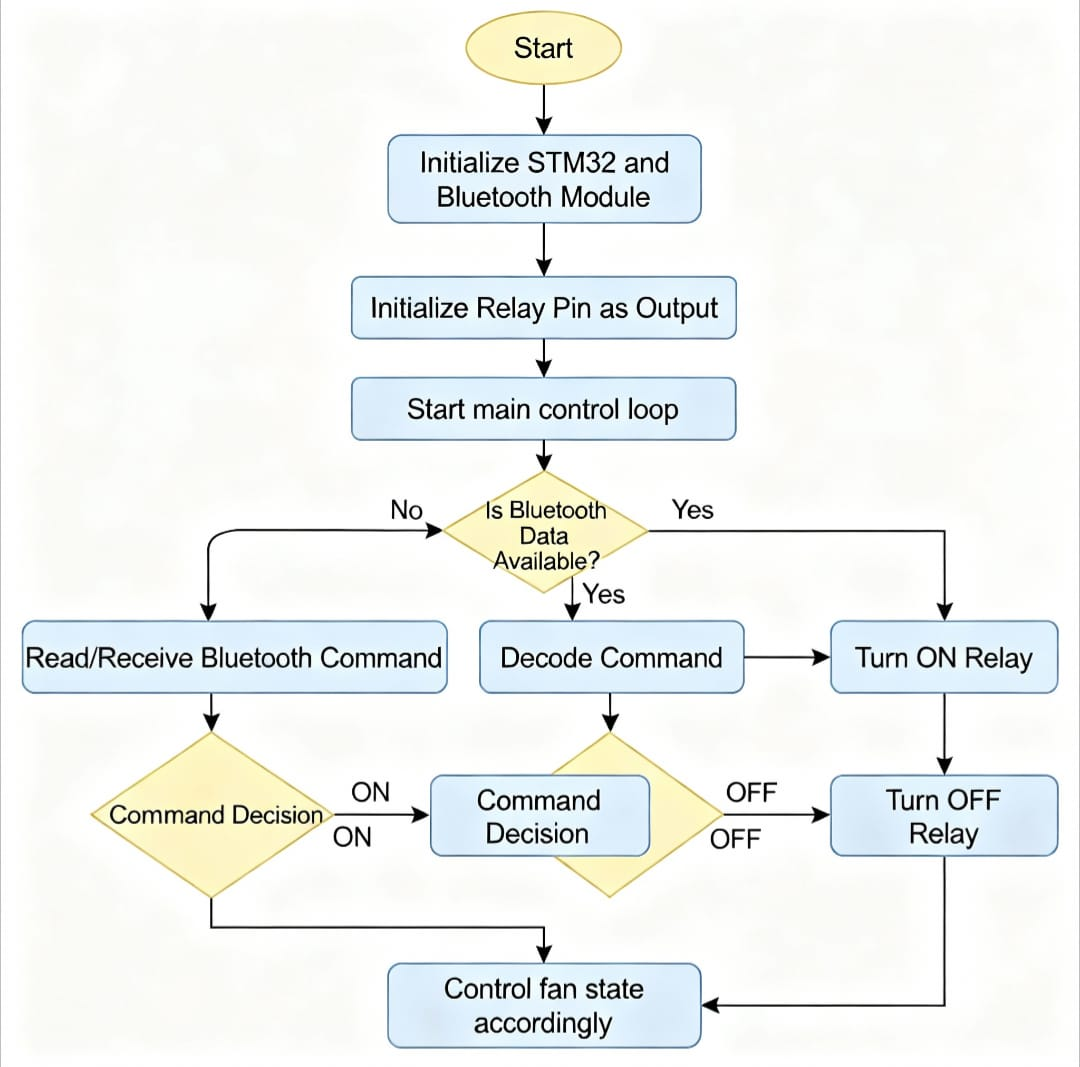 Start
Initialize STM32 and
Bluetooth Module
Initialize Relay Pin as Output
Start main control loop
No
Is Bluetooth
Data
Available?
Yes
Yes
Read/Receive Bluetooth Command
Decode Command
Turn ON Relay
Command Decision
ON
ON
Command
Decision
OFF
OFF
Turn OFF
Relay
Control fan state
accordingly